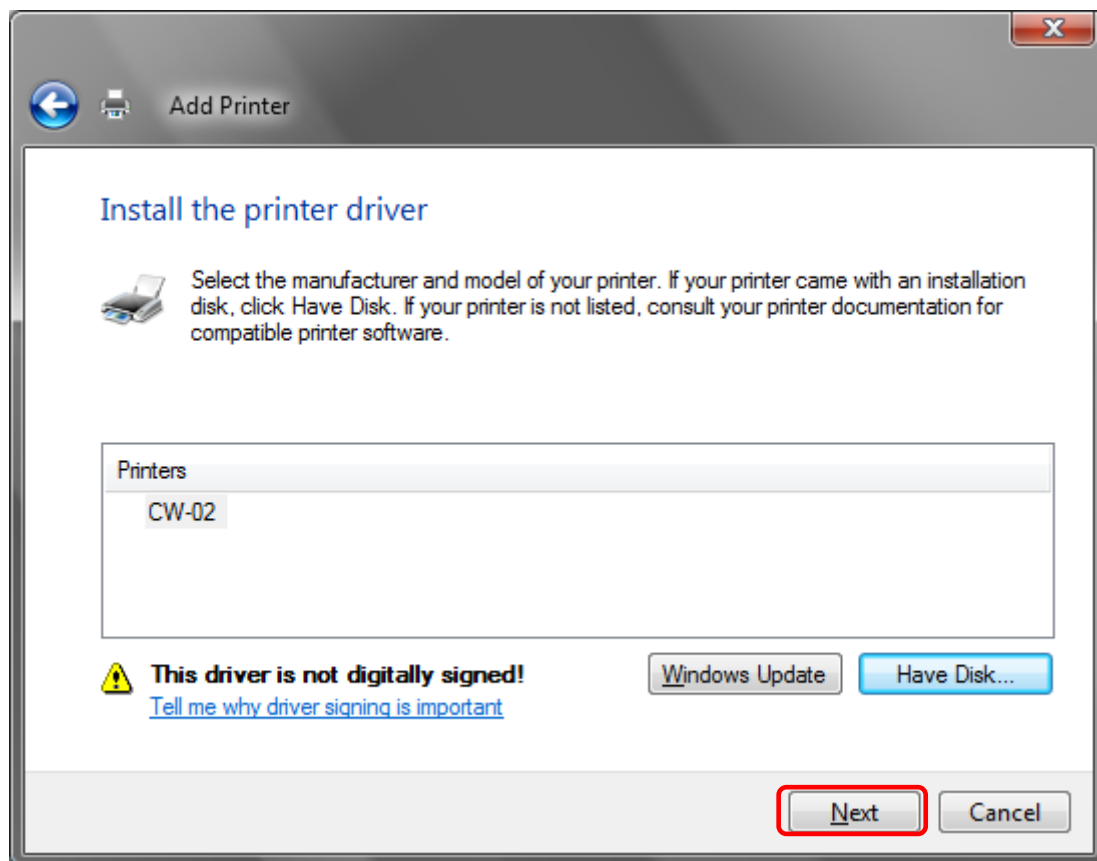 Add Printer
Install the printer driver
Select the manufacturer and model of your printer. If your printer came with an installation
disk, click Have Disk. If your printer is not listed, consult your printer documentation for
compatible printer software.
Printers
CW-02
This driver is not digitally signed!
Windows Update
Have Disk...
Tell me why driver signing is important
Next
Cancel